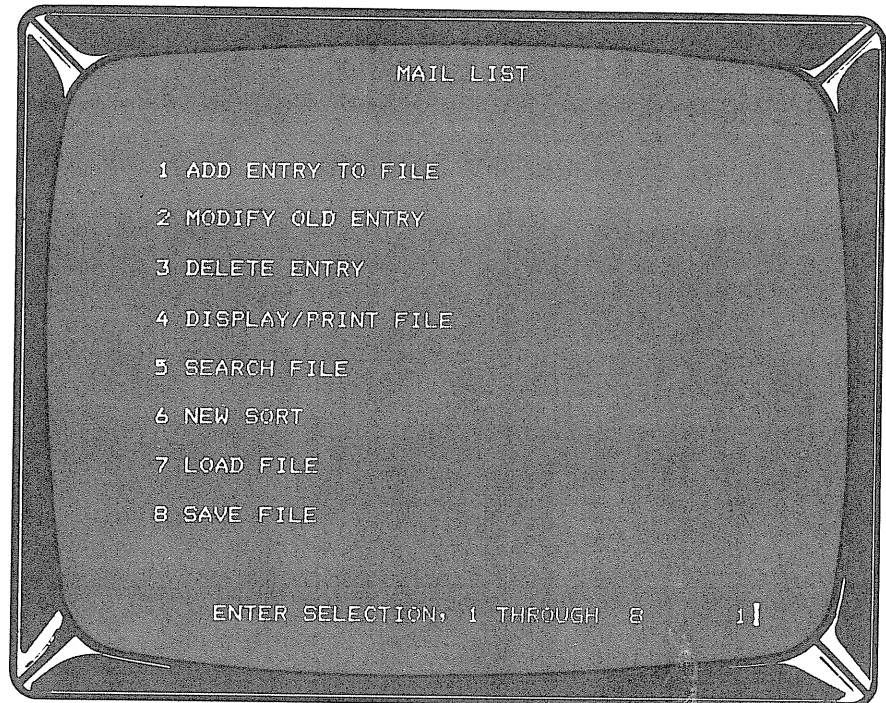 MAIL LIST
1 ADD ENTRY TO FILE
2 MODIFY OLD ENTRY
3 DELETE ENTRY
4 DISPLAY/PRINT FILE
5 SEARCH FILE
6 NEW SORT
7 LOAD FILE
8 SAVE FILE
ENTER SELECTION, 1 THROUGH 8 1